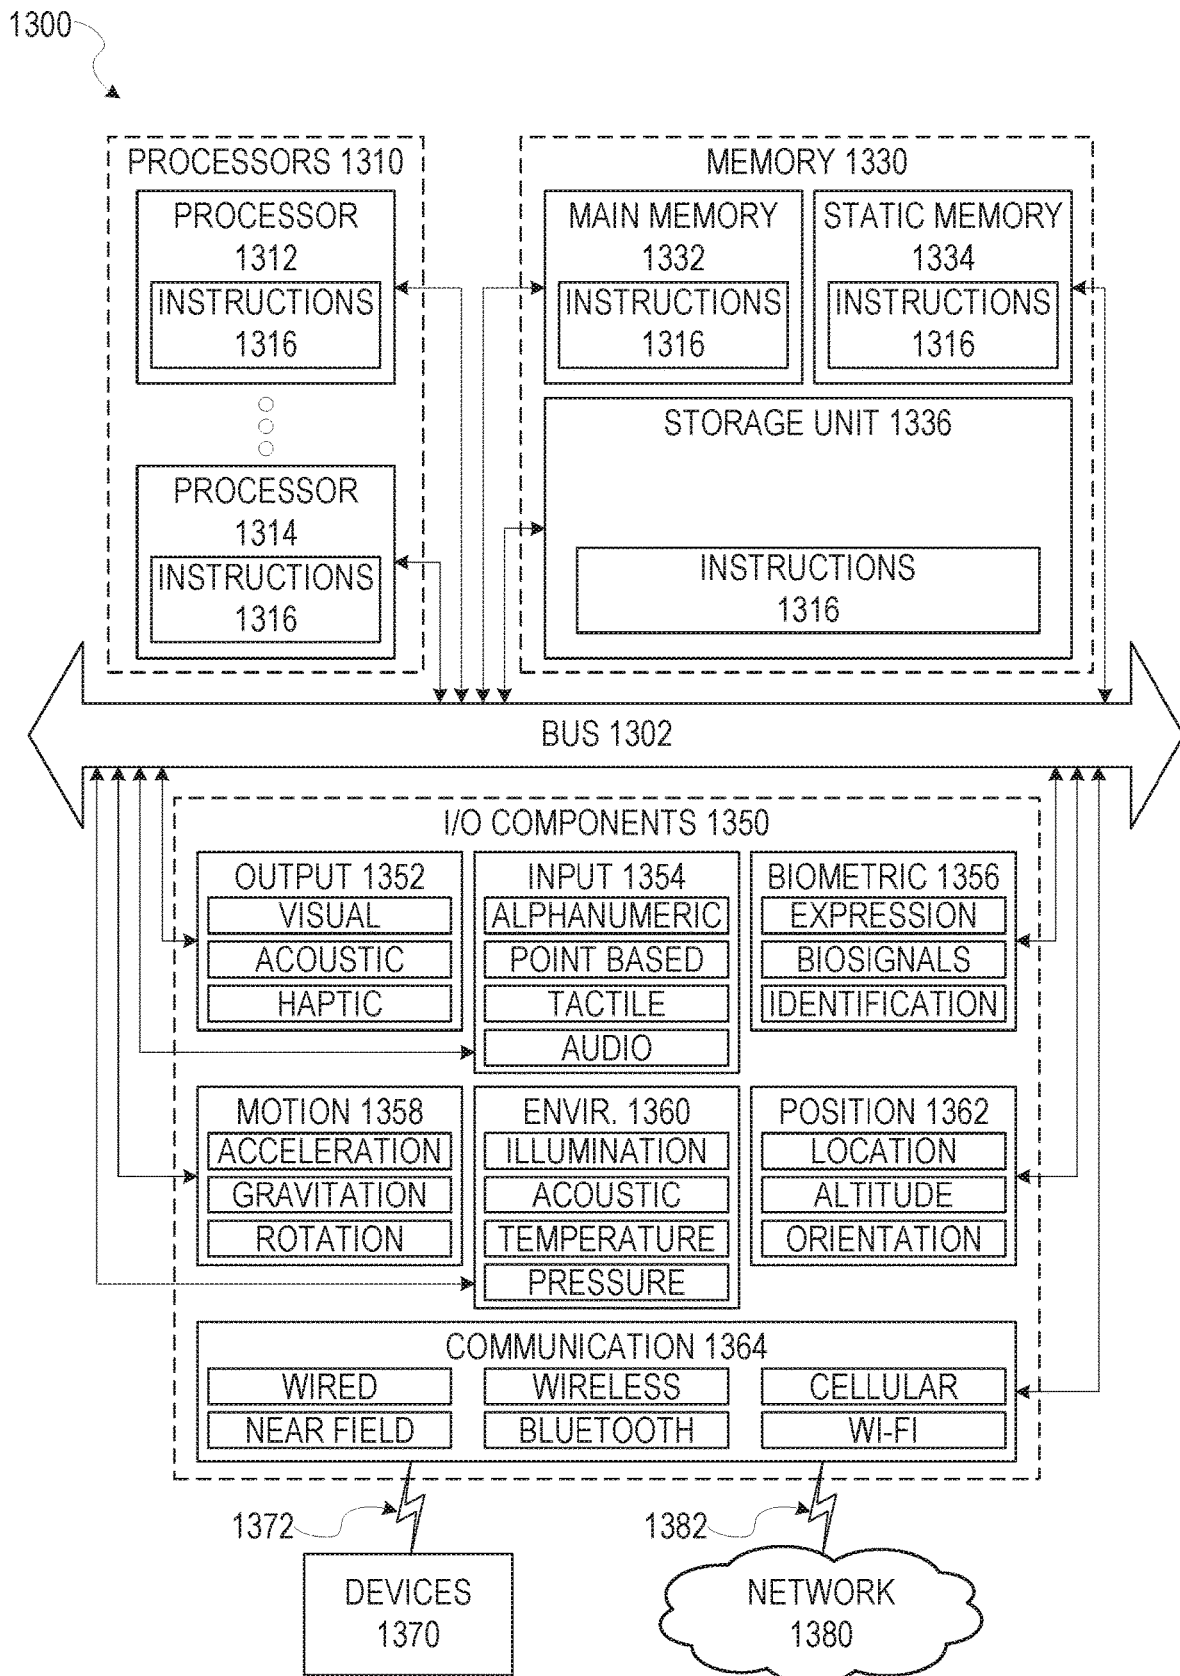 1300
PROCESSORS 1310
PROCESSOR
1312
INSTRUCTIONS
1316
PROCESSOR
1314
INSTRUCTIONS
1316
MEMORY 1330
MAIN MEMORY
1332
INSTRUCTIONS
1316
STATIC MEMORY
1334
INSTRUCTIONS
1316
STORAGE UNIT 1336
INSTRUCTIONS
1316
BUS 1302
I/O COMPONENTS 1350
OUTPUT 1352
VISUAL
ACOUSTIC
HAPTIC
INPUT 1354
ALPHANUMERIC
POINT BASED
TACTILE
AUDIO
BIOMETRIC 1356
EXPRESSION
BIOSIGNALS
IDENTIFICATION
MOTION 1358
ACCELERATION
GRAVITATION
ROTATION
ENVIR. 1360
ILLUMINATION
ACOUSTIC
TEMPERATURE
PRESSURE
POSITION 1362
LOCATION
ALTITUDE
ORIENTATION
COMMUNICATION 1364
WIRED
WIRELESS
CELLULAR
NEAR FIELD
BLUETOOTH
WI-FI
1372
1382
DEVICES
1370
NETWORK
1380